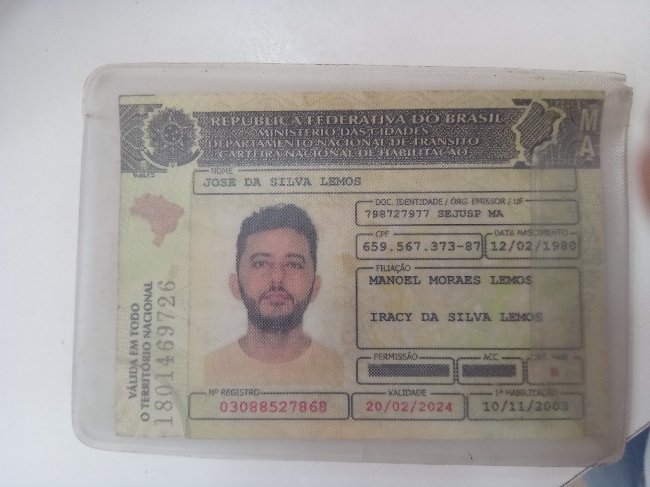 REPÚBLICA FEDERATIVA DO BRASIL
MINISTÉRIO DAS CIDADES
DEPARTAMENTO NACIONAL DE TRÂNSITO
CARTEIRA NACIONAL DE HABILITAÇÃO
MA
NOME
JOSE DA SILVA LEMOS
DOC. IDENTIDADE / ÓRG. EMISSOR / UF
798727977 SEJUSP MA
CPF
659.567.373-87
DATA NASCIMENTO
12/02/1980
FILIAÇÃO
MANOEL MORAES LEMOS
IRACY DA SILVA LEMOS
PERMISSÃO
ACC
CAT. HAB.
B
Nº REGISTRO
03088527868
VALIDADE
20/02/2024
1ª HABILITAÇÃO
10/11/2003
VÁLIDA EM TODO
O TERRITÓRIO NACIONAL
1801469726